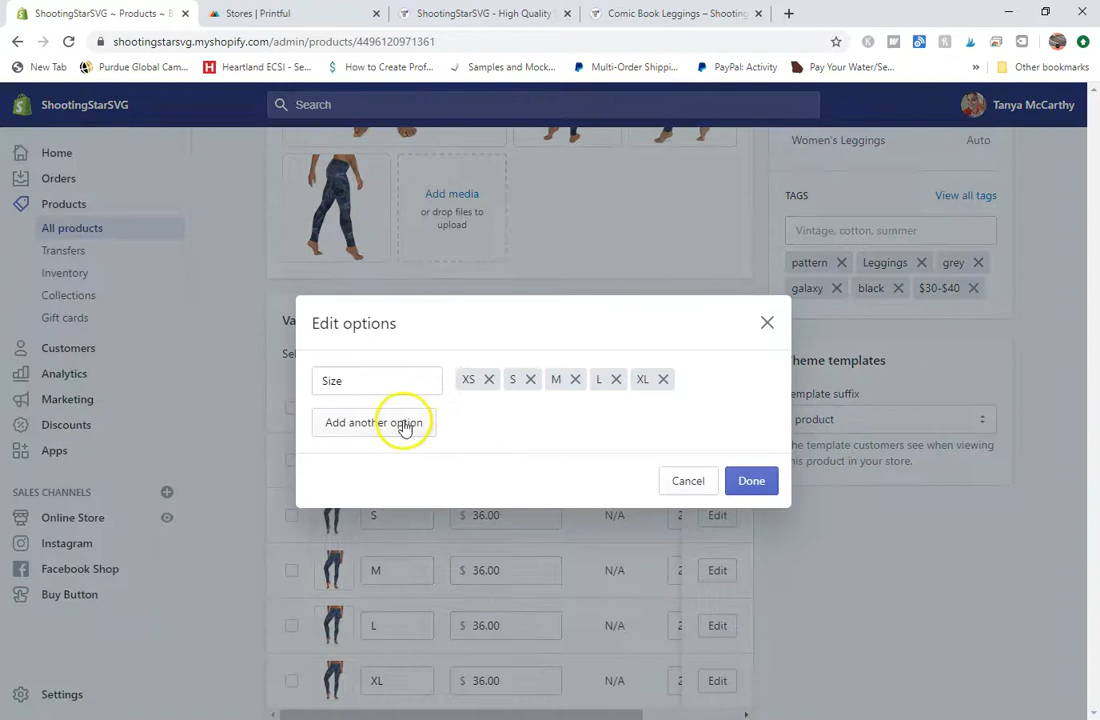 ShootingStarSVG ~ Products ~ B
Stores | Printful
ShootingStarSVG - High Quality
Comic Book Leggings – Shooting
shootingstarsvg.myshopify.com/admin/products/4496120971361
New Tab
Purdue Global Cam...
Heartland ECSI - Se...
How to Create Prof...
Samples and Mock...
Multi-Order Shippi...
PayPal: Activity
Pay Your Water/Se...
Other bookmarks
ShootingStarSVG
Search
Tanya McCarthy
Home
Orders
Products
All products
Transfers
Inventory
Collections
Gift cards
Customers
Analytics
Marketing
Discounts
Apps
SALES CHANNELS
Online Store
Instagram
Facebook Shop
Buy Button
Settings
Add media
or drop files to
upload
Women's Leggings Auto
TAGS View all tags
Vintage, cotton, summer
pattern Leggings grey
galaxy black $30-$40
Theme templates
product
The template customers see when viewing
this product in your store.
Edit options
Size XS S M L XL
Add another option
Cancel Done
S $ 36.00 N/A Edit
M $ 36.00 N/A Edit
L $ 36.00 N/A Edit
XL $ 36.00 N/A Edit